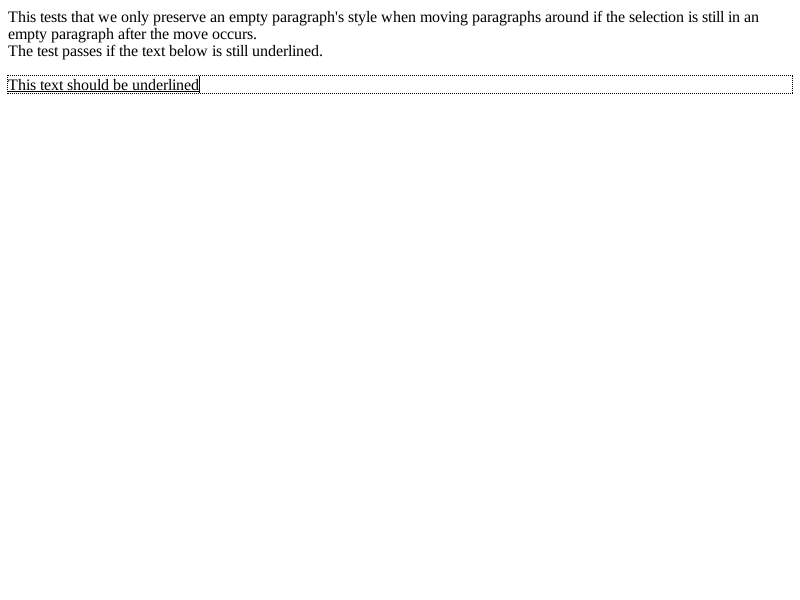 This tests that we only preserve an empty paragraph's style when moving paragraphs around if the selection is still in an
empty paragraph after the move occurs.
The test passes if the text below is still underlined.
This text should be underlined